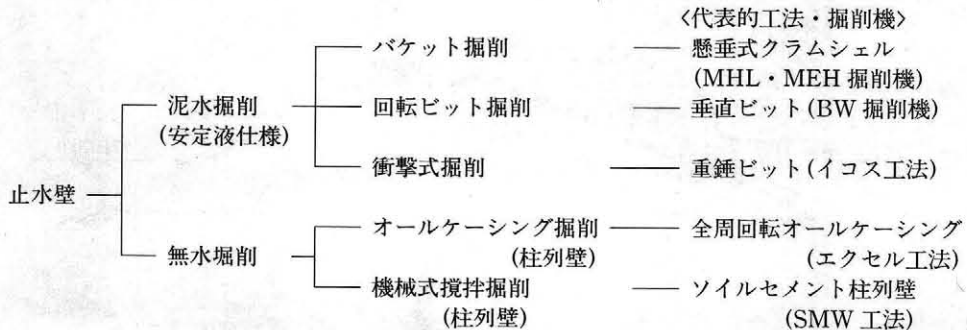 〈代表的工法・掘削機〉
バケット掘削 懸垂式クラムシェル
(MHL・MEH 掘削機)
泥水掘削
(安定液仕様)
回転ビット掘削 垂直ビット(BW 掘削機)
衝撃式掘削 重錘ビット(イコス工法)
止水壁
無水堀削
オールケーシング掘削 全周回転オールケーシング
(柱列壁) (エクセル工法)
機械式攪拌掘削 ソイルセメント柱列壁
(柱列壁) (SMW 工法)